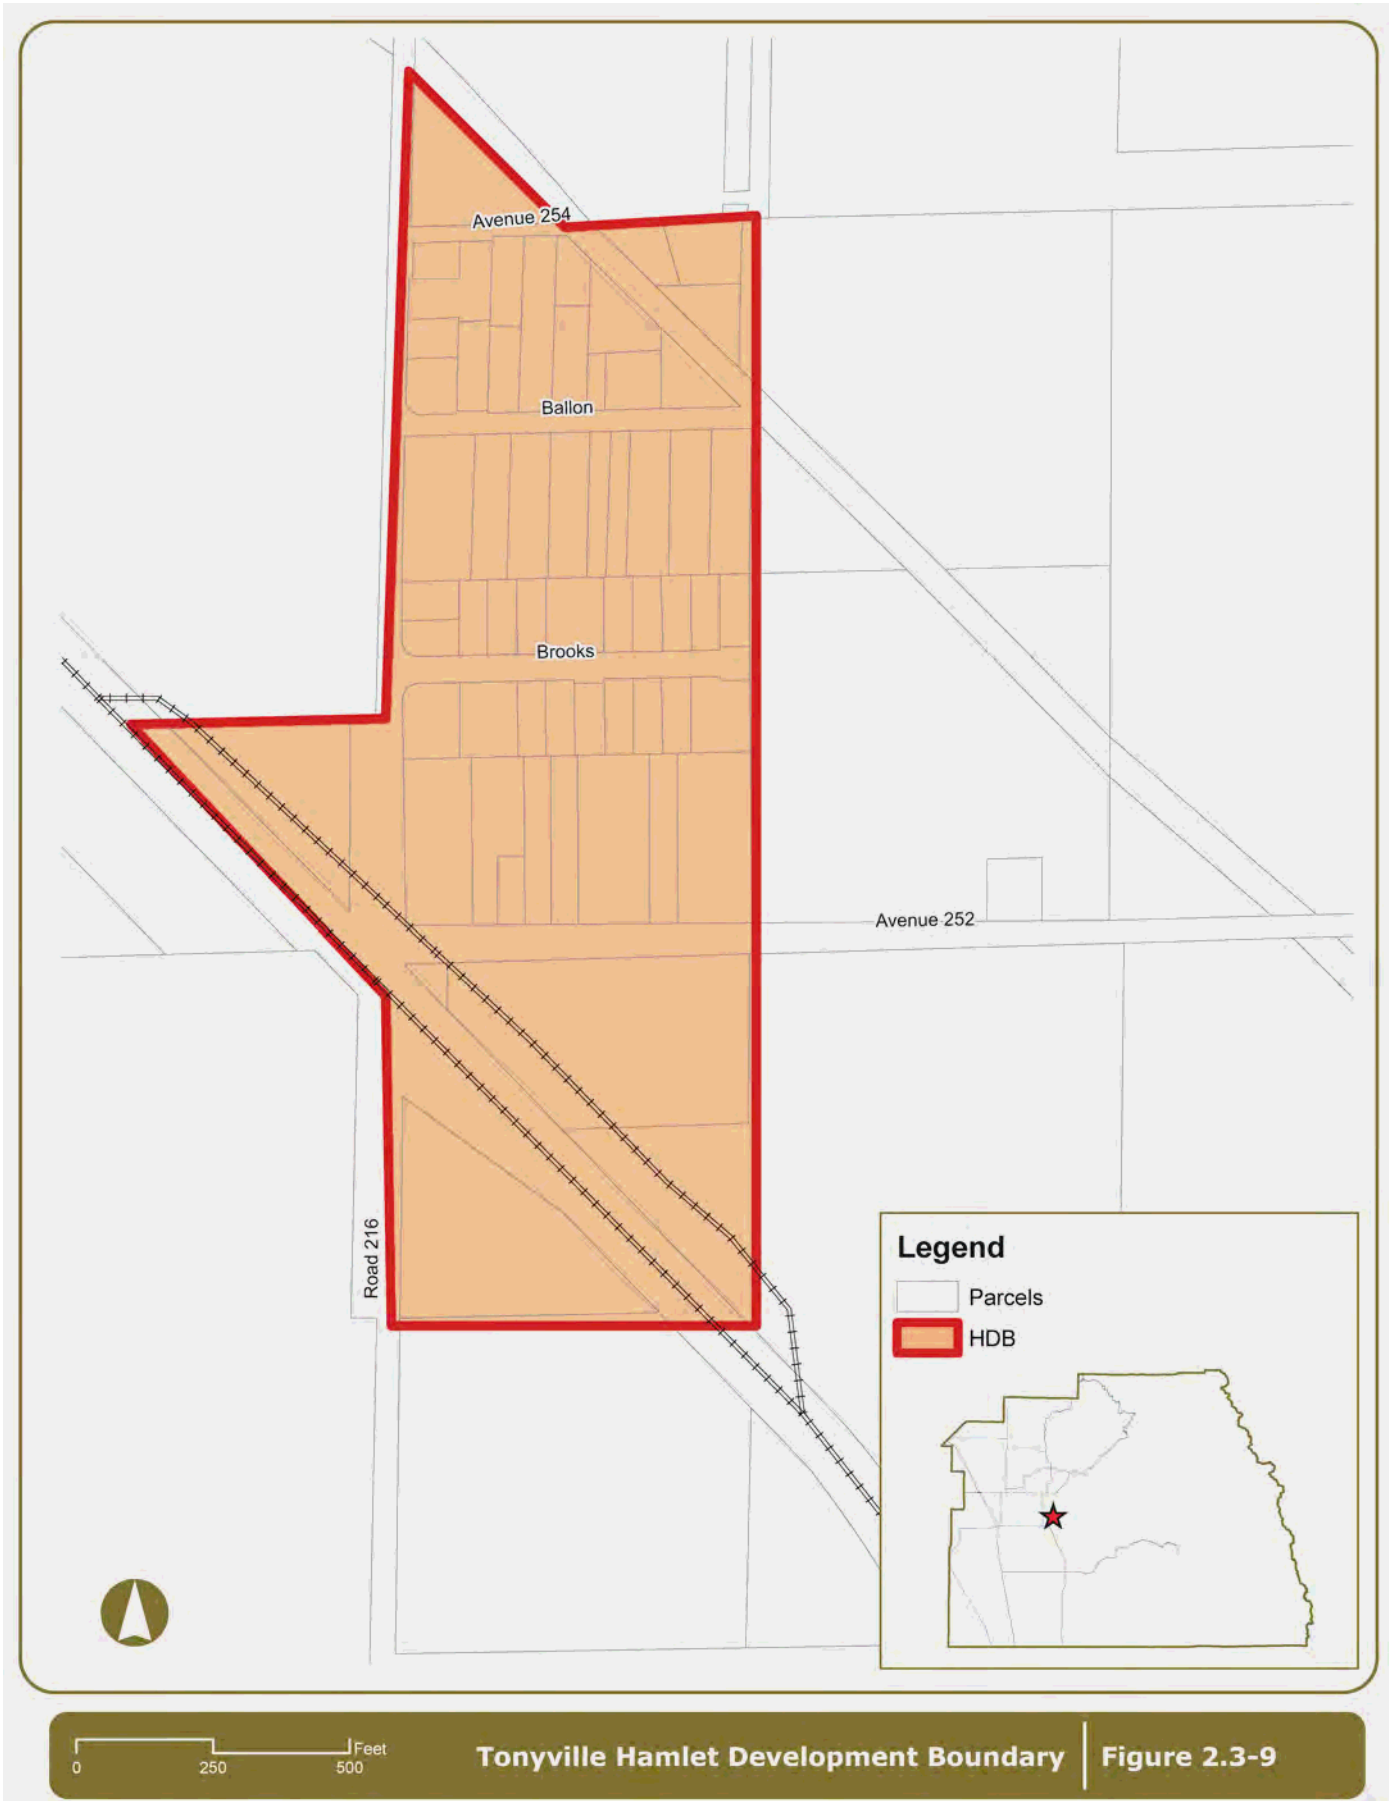 Avenue 254
Ballon
Brooks
Avenue 252
Road 216
Legend
Parcels
HDB
Feet
0 250 500
Tonyville Hamlet Development Boundary Figure 2.3-9